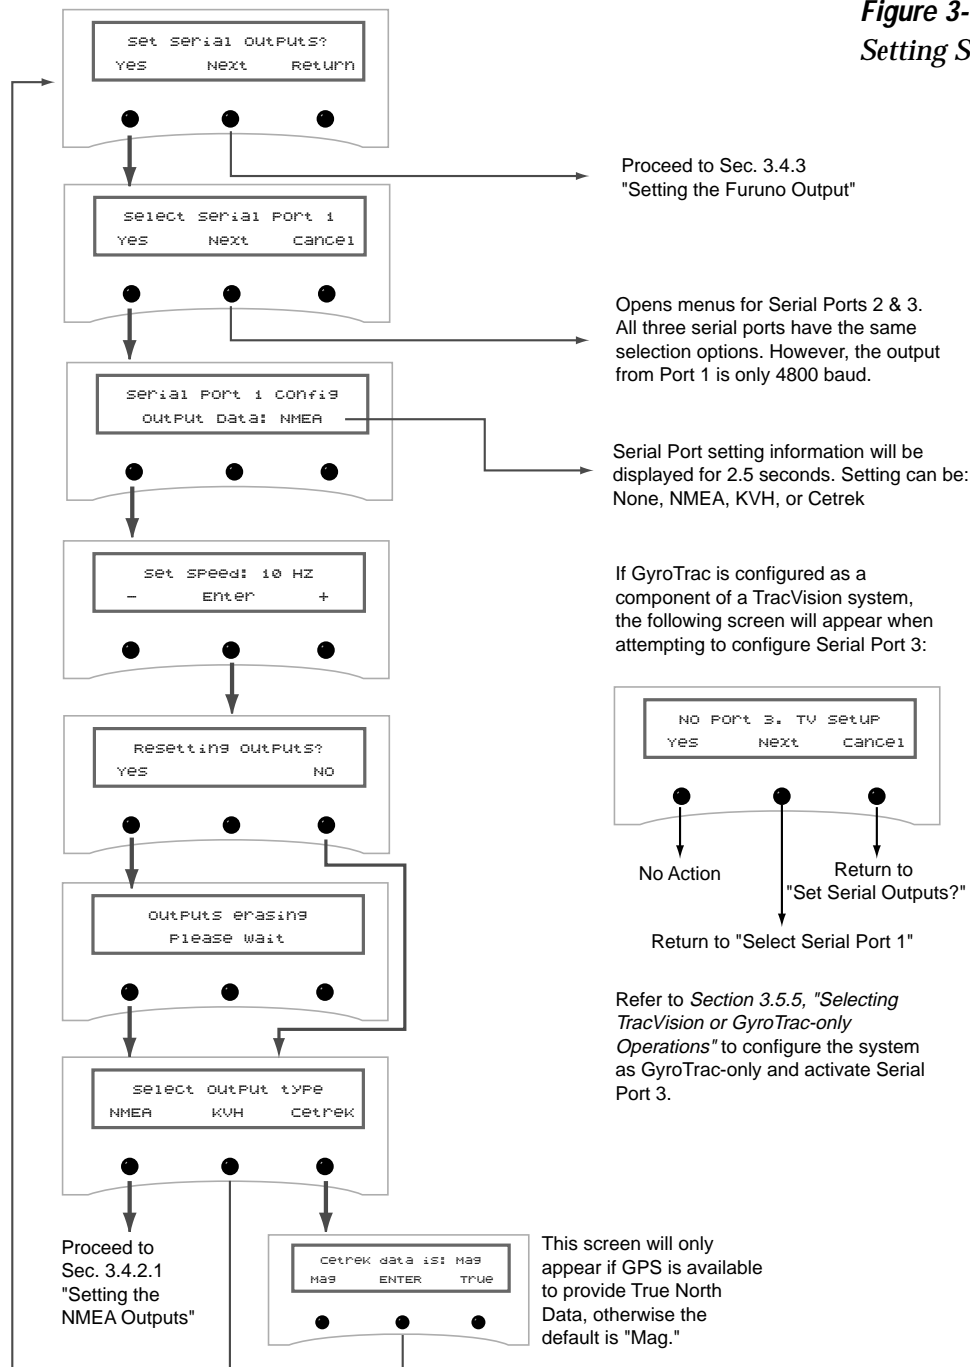 Figure 3-
Setting S
Set Serial Outputs?
Yes Next Return
Proceed to Sec. 3.4.3
"Setting the Furuno Output"
Select Serial Port 1
Yes Next Cancel
Opens menus for Serial Ports 2 & 3.
All three serial ports have the same
selection options. However, the output
from Port 1 is only 4800 baud.
Serial Port 1 Config
Output Data: NMEA
Serial Port setting information will be
displayed for 2.5 seconds. Setting can be:
None, NMEA, KVH, or Cetrek
Set Speed: 10 HZ
- Enter +
If GyroTrac is configured as a
component of a TracVision system,
the following screen will appear when
attempting to configure Serial Port 3:
No Port 3. TV Setup
Yes Next Cancel
No Action
Return to
"Set Serial Outputs?"
Return to "Select Serial Port 1"
Resetting Outputs?
Yes No
Outputs erasing
Please Wait
Refer to Section 3.5.5, "Selecting
TracVision or GyroTrac-only
Operations" to configure the system
as GyroTrac-only and activate Serial
Port 3.
Select Output Type
NMEA KVH Cetrek
Proceed to
Sec. 3.4.2.1
"Setting the
NMEA Outputs"
Cetrek data is: Mag
Mag ENTER True
This screen will only
appear if GPS is available
to provide True North
Data, otherwise the
default is "Mag."